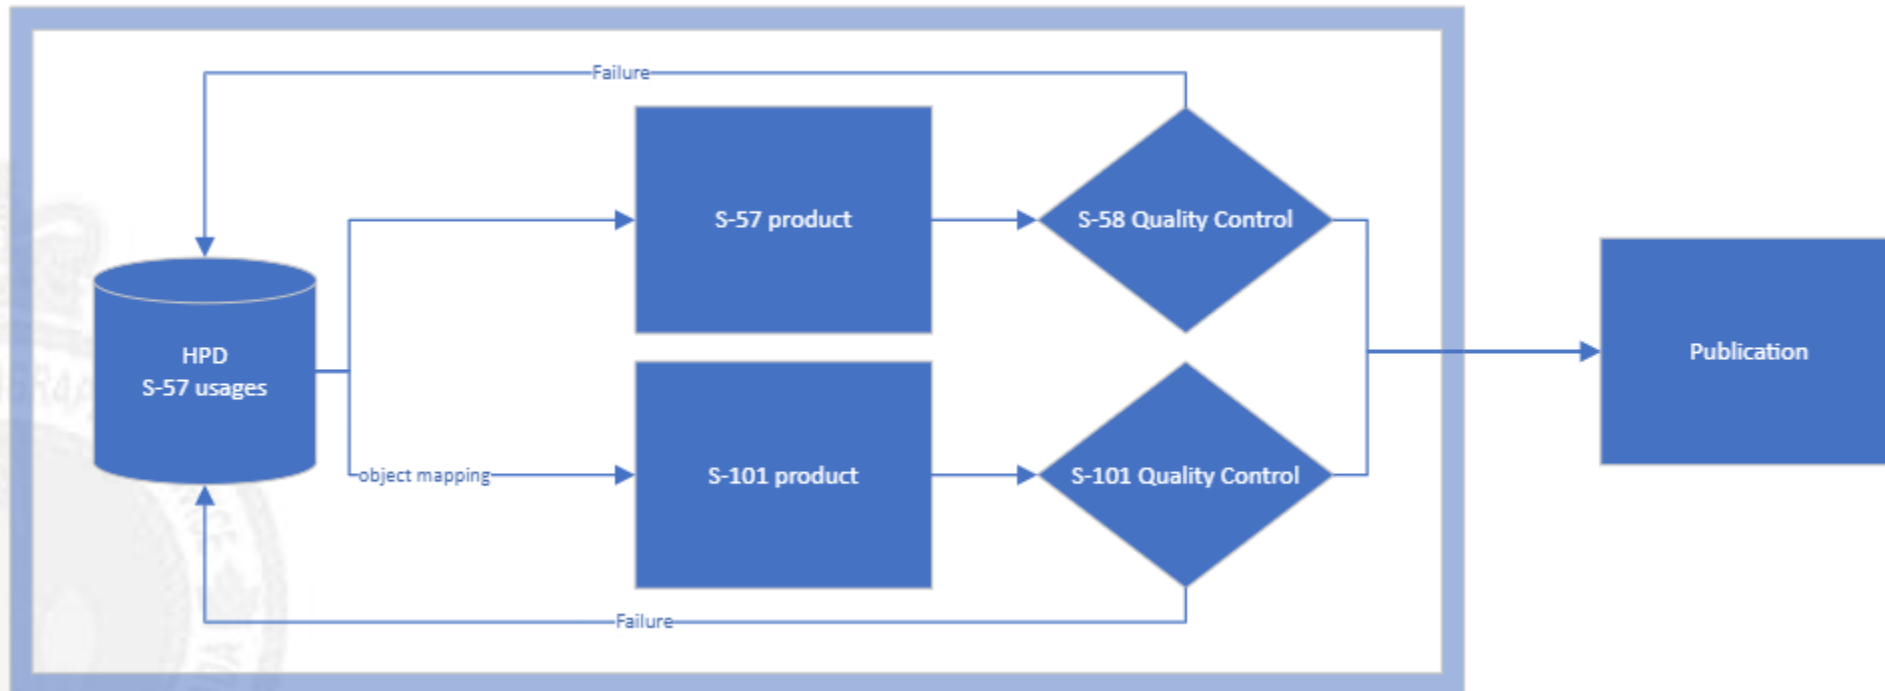 Failure
S-57 product
S-58 Quality Control
HPD
S-57 usages
Publication
object mapping
S-101 product
S-101 Quality Control
Failure